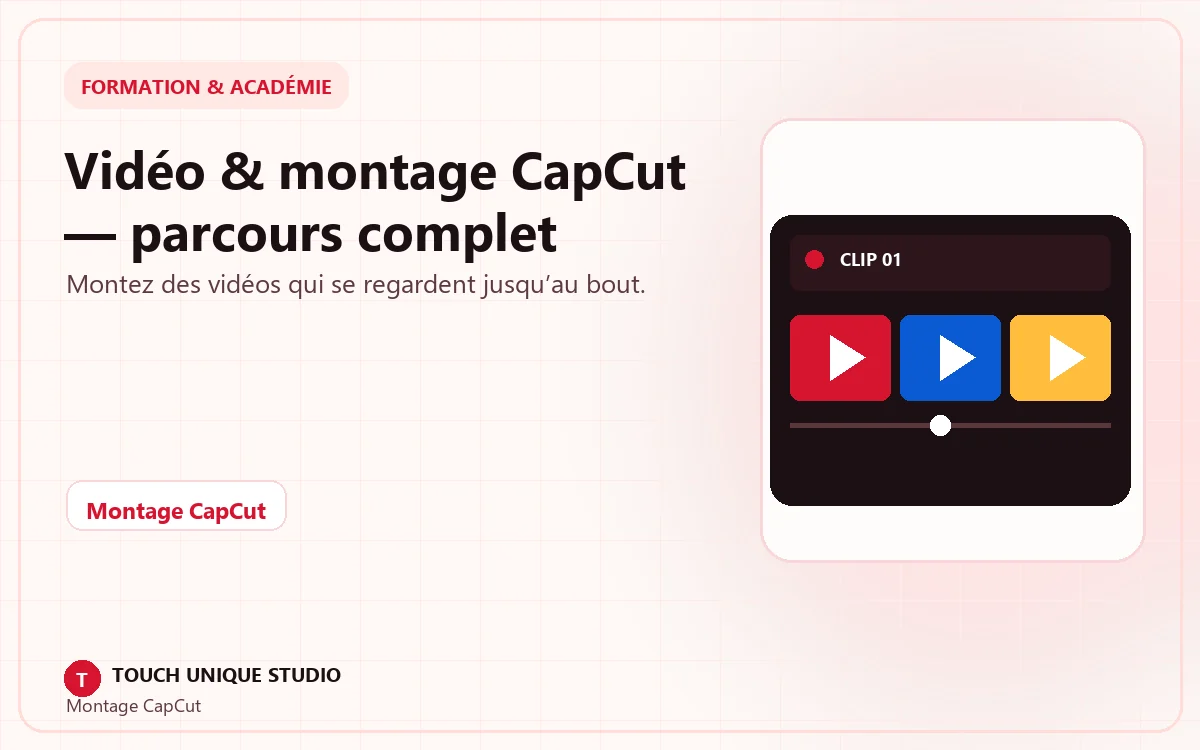 FORMATION & ACADÉMIE
Vidéo & montage CapCut
— parcours complet
Montez des vidéos qui se regardent jusqu’au bout.
CLIP 01
Montage CapCut
T
TOUCH UNIQUE STUDIO
Montage CapCut